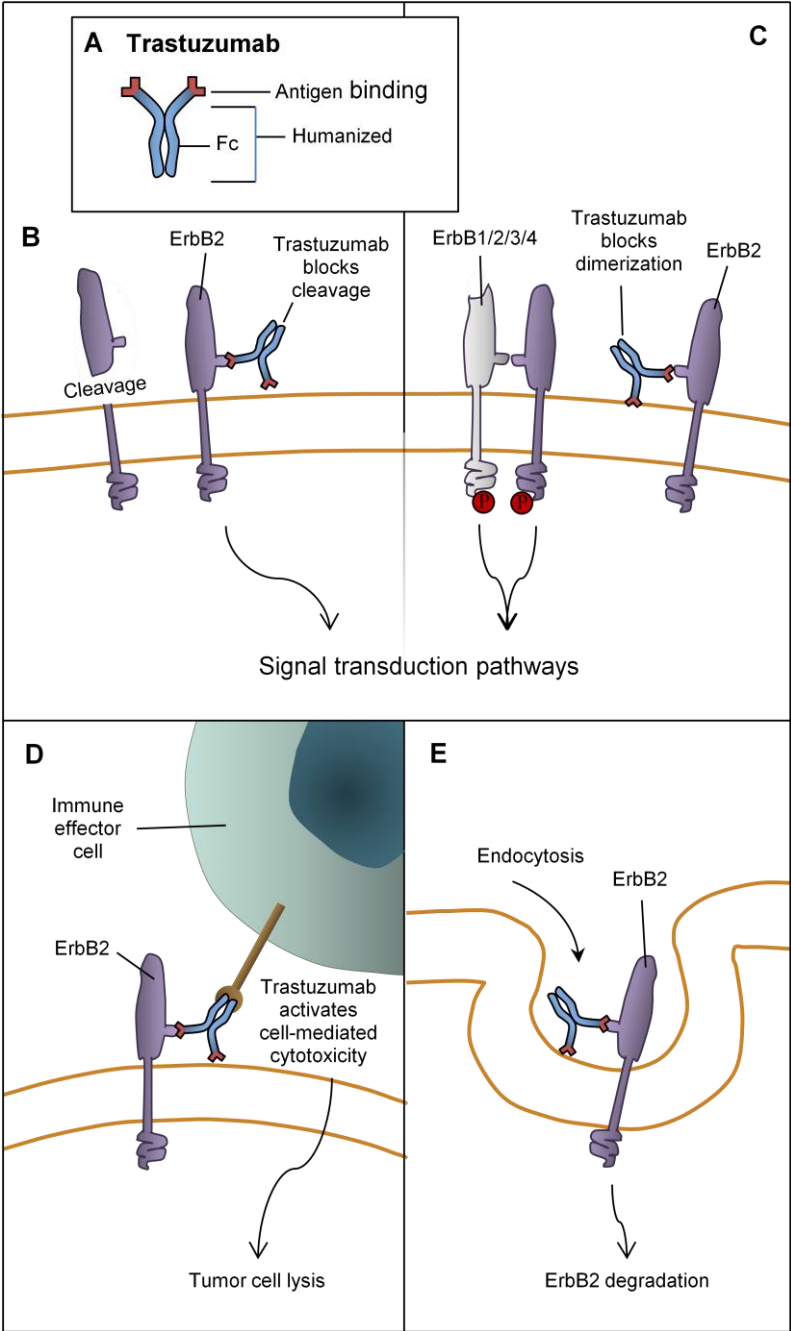 A Trastuzumab
Antigen binding
Fc
Humanized
B
ErbB2
Trastuzumab
blocks
cleavage
Cleavage
C
ErbB1/2/3/4
Trastuzumab
blocks
dimerization
ErbB2
P
P
Signal transduction pathways
D
Immune
effector
cell
ErbB2
Trastuzumab
activates
cell-mediated
cytotoxicity
Tumor cell lysis
E
Endocytosis
ErbB2
ErbB2 degradation